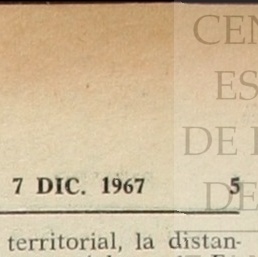 CEN
ES
DE
DE
7 DIC. 1967 5
territorial, la distan-